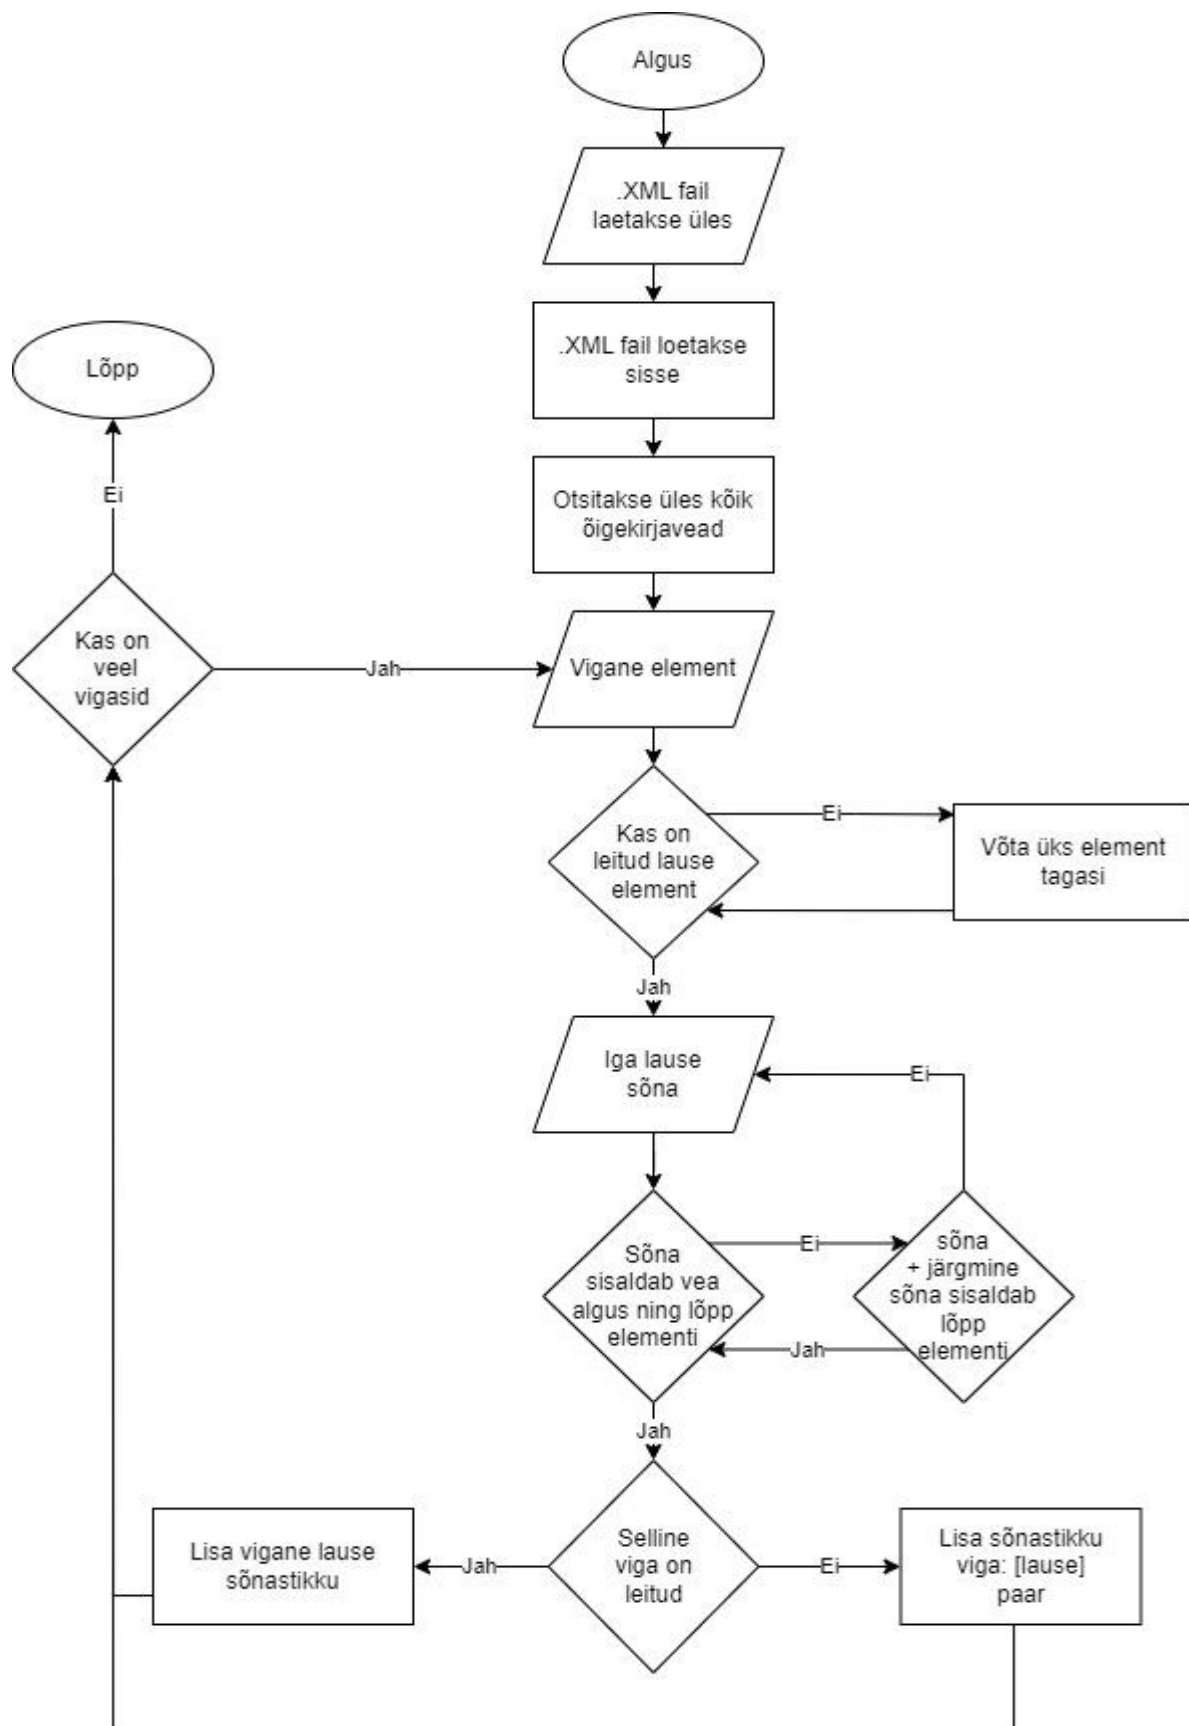 Algus
.XML fail
laetakse üles
.XML fail loetakse
sisse
Lõpp
Otsitakse üles kõik
õigekirjavead
Ei
Kas on
veel
vigasid
Jah
Vigane element
Kas on
leitud lause
element
Ei
Võta üks element
tagasi
Jah
Iga lause
sõna
Ei
Sõna
sisaldab vea
algus ning lõpp
elementi
Ei
sõna
+ järgmine
sõna sisaldab
lõpp
elementi
Jah
Jah
Selline
viga on
leitud
Jah
Lisa vigane lause
sõnastikku
Ei
Lisa sõnastikku
viga: [lause]
paar